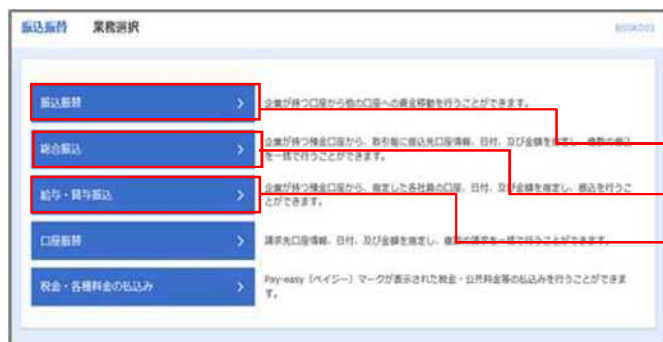 振込振替 業務選択
BSSK001
振込振替
企業が持つ口座から他の口座への資金移動を行うことができます。
総合振込
企業が持つ預金口座から、取引毎に振込先口座情報、日付、及び金額を指定し、複数の振込
を一括で行うことができます。
給与・賞与振込
企業が持つ預金口座から、指定した各社員の口座、日付、及び金額を指定し、振込を行うこ
とができます。
口座振替
請求先口座情報、日付、及び金額を指定し、複数の請求を一括で行うことができます。
税金・各種料金の払込み
Pay-easy（ペイジー）マークが表示された税金・公共料金等の払込みを行うことができま
す。